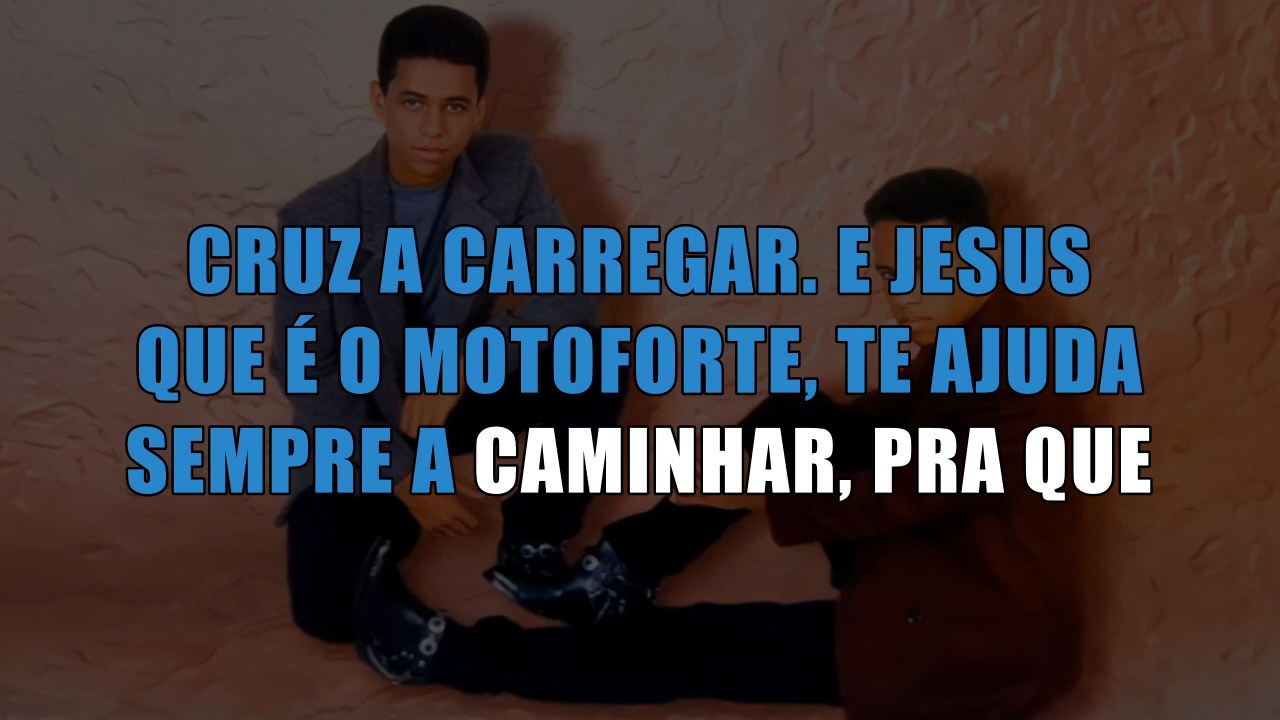 CRUZ A CARREGAR. E JESUS
QUE É O MOTOFORTE, TE AJUDA
SEMPRE A CAMINHAR, PRA QUE